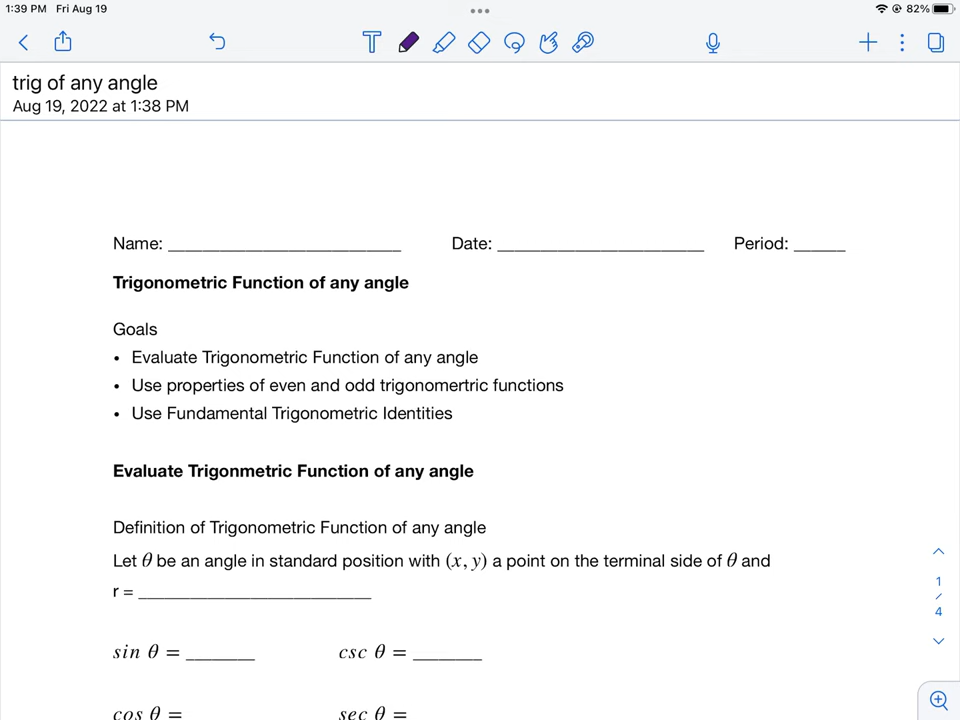 1:39 PM Fri Aug 19
82%
trig of any angle
Aug 19, 2022 at 1:38 PM
Name: ___________________________ Date: ________________________ Period: ______
Trigonometric Function of any angle
Goals
• Evaluate Trigonometric Function of any angle
• Use properties of even and odd trigonomertric functions
• Use Fundamental Trigonometric Identities
Evaluate Trigonmetric Function of any angle
Definition of Trigonometric Function of any angle
Let θ be an angle in standard position with (x, y) a point on the terminal side of θ and
r = ___________________________
sin θ = ________ csc θ = ________
cos θ = sec θ =
1
/
4